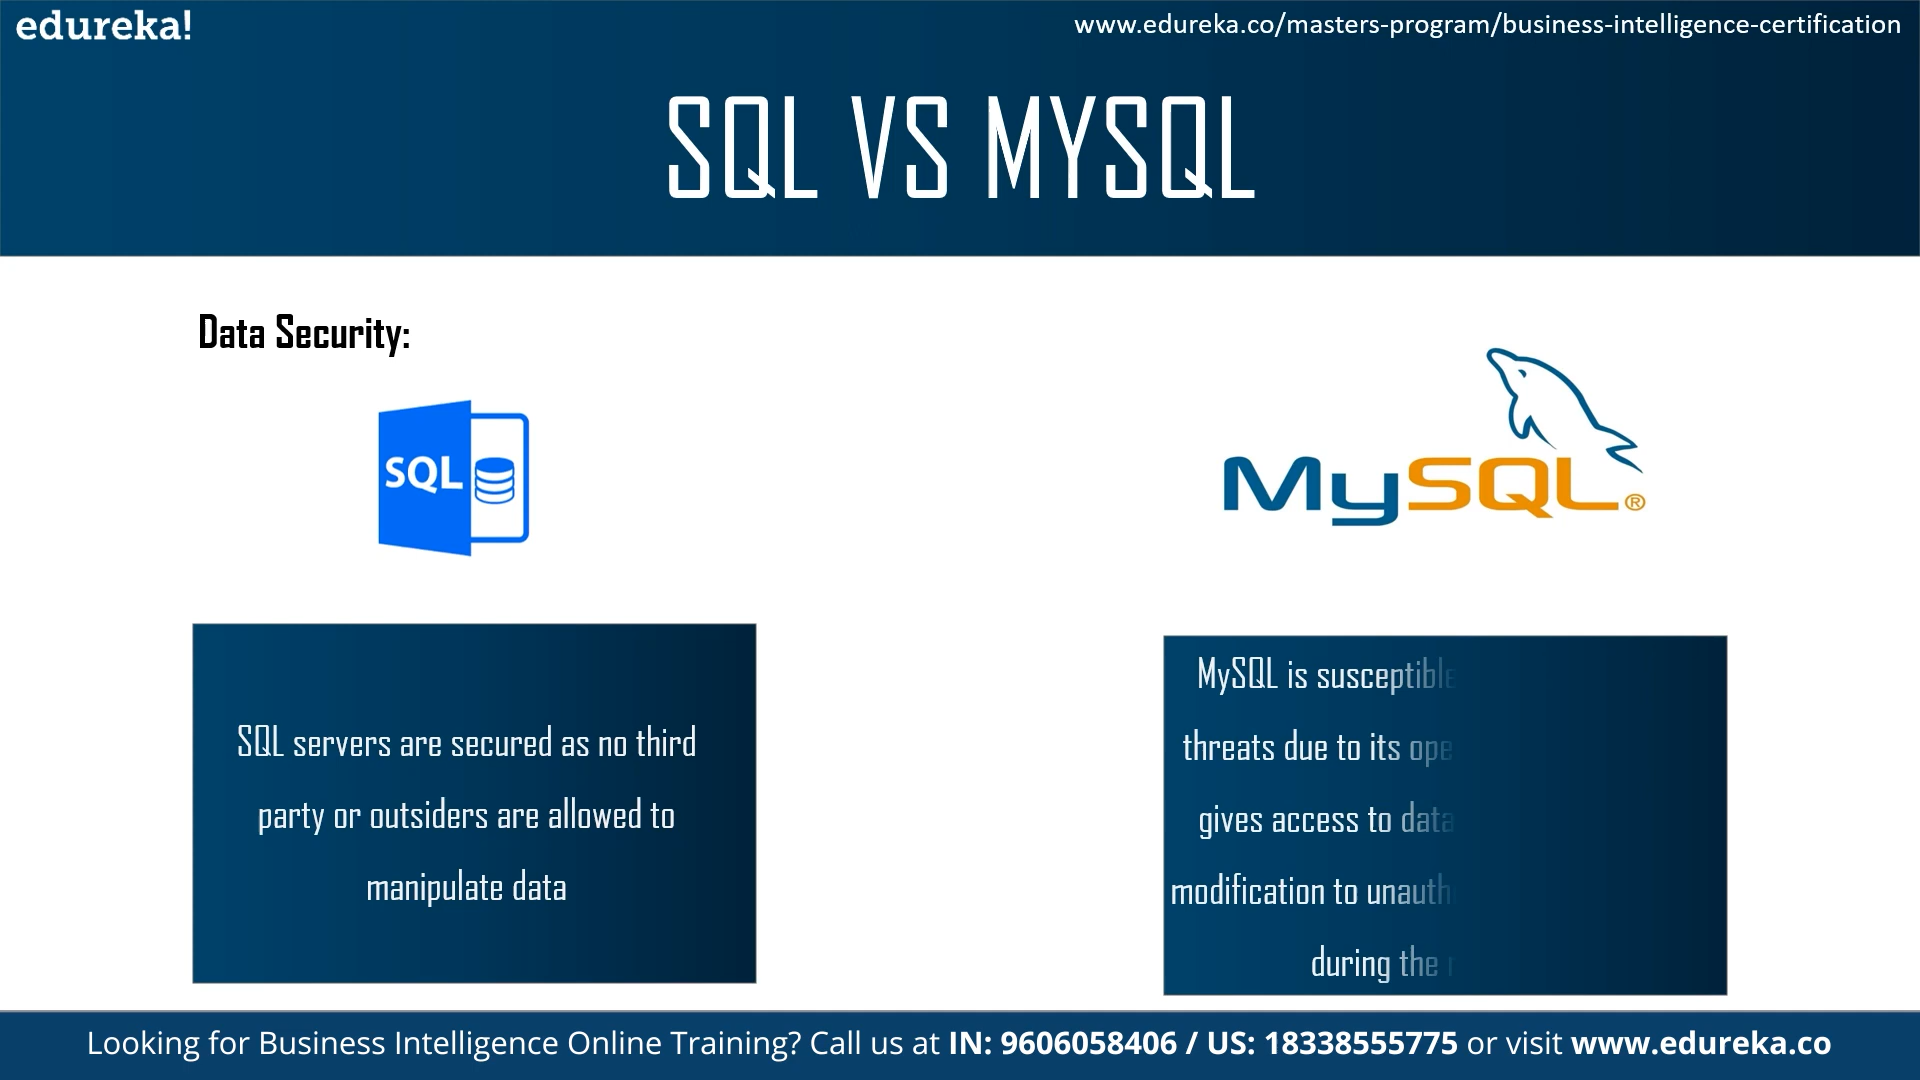 edureka!
www.edureka.co/masters-program/business-intelligence-certification
SQL VS MYSQL
Data Security:
SQL
MySQL®
SQL servers are secured as no third
party or outsiders are allowed to
manipulate data
MySQL is susceptible
threats due to its
gives access to data
modification to
during the
Looking for Business Intelligence Online Training? Call us at IN: 9606058406 / US: 18338555775 or visit www.edureka.co